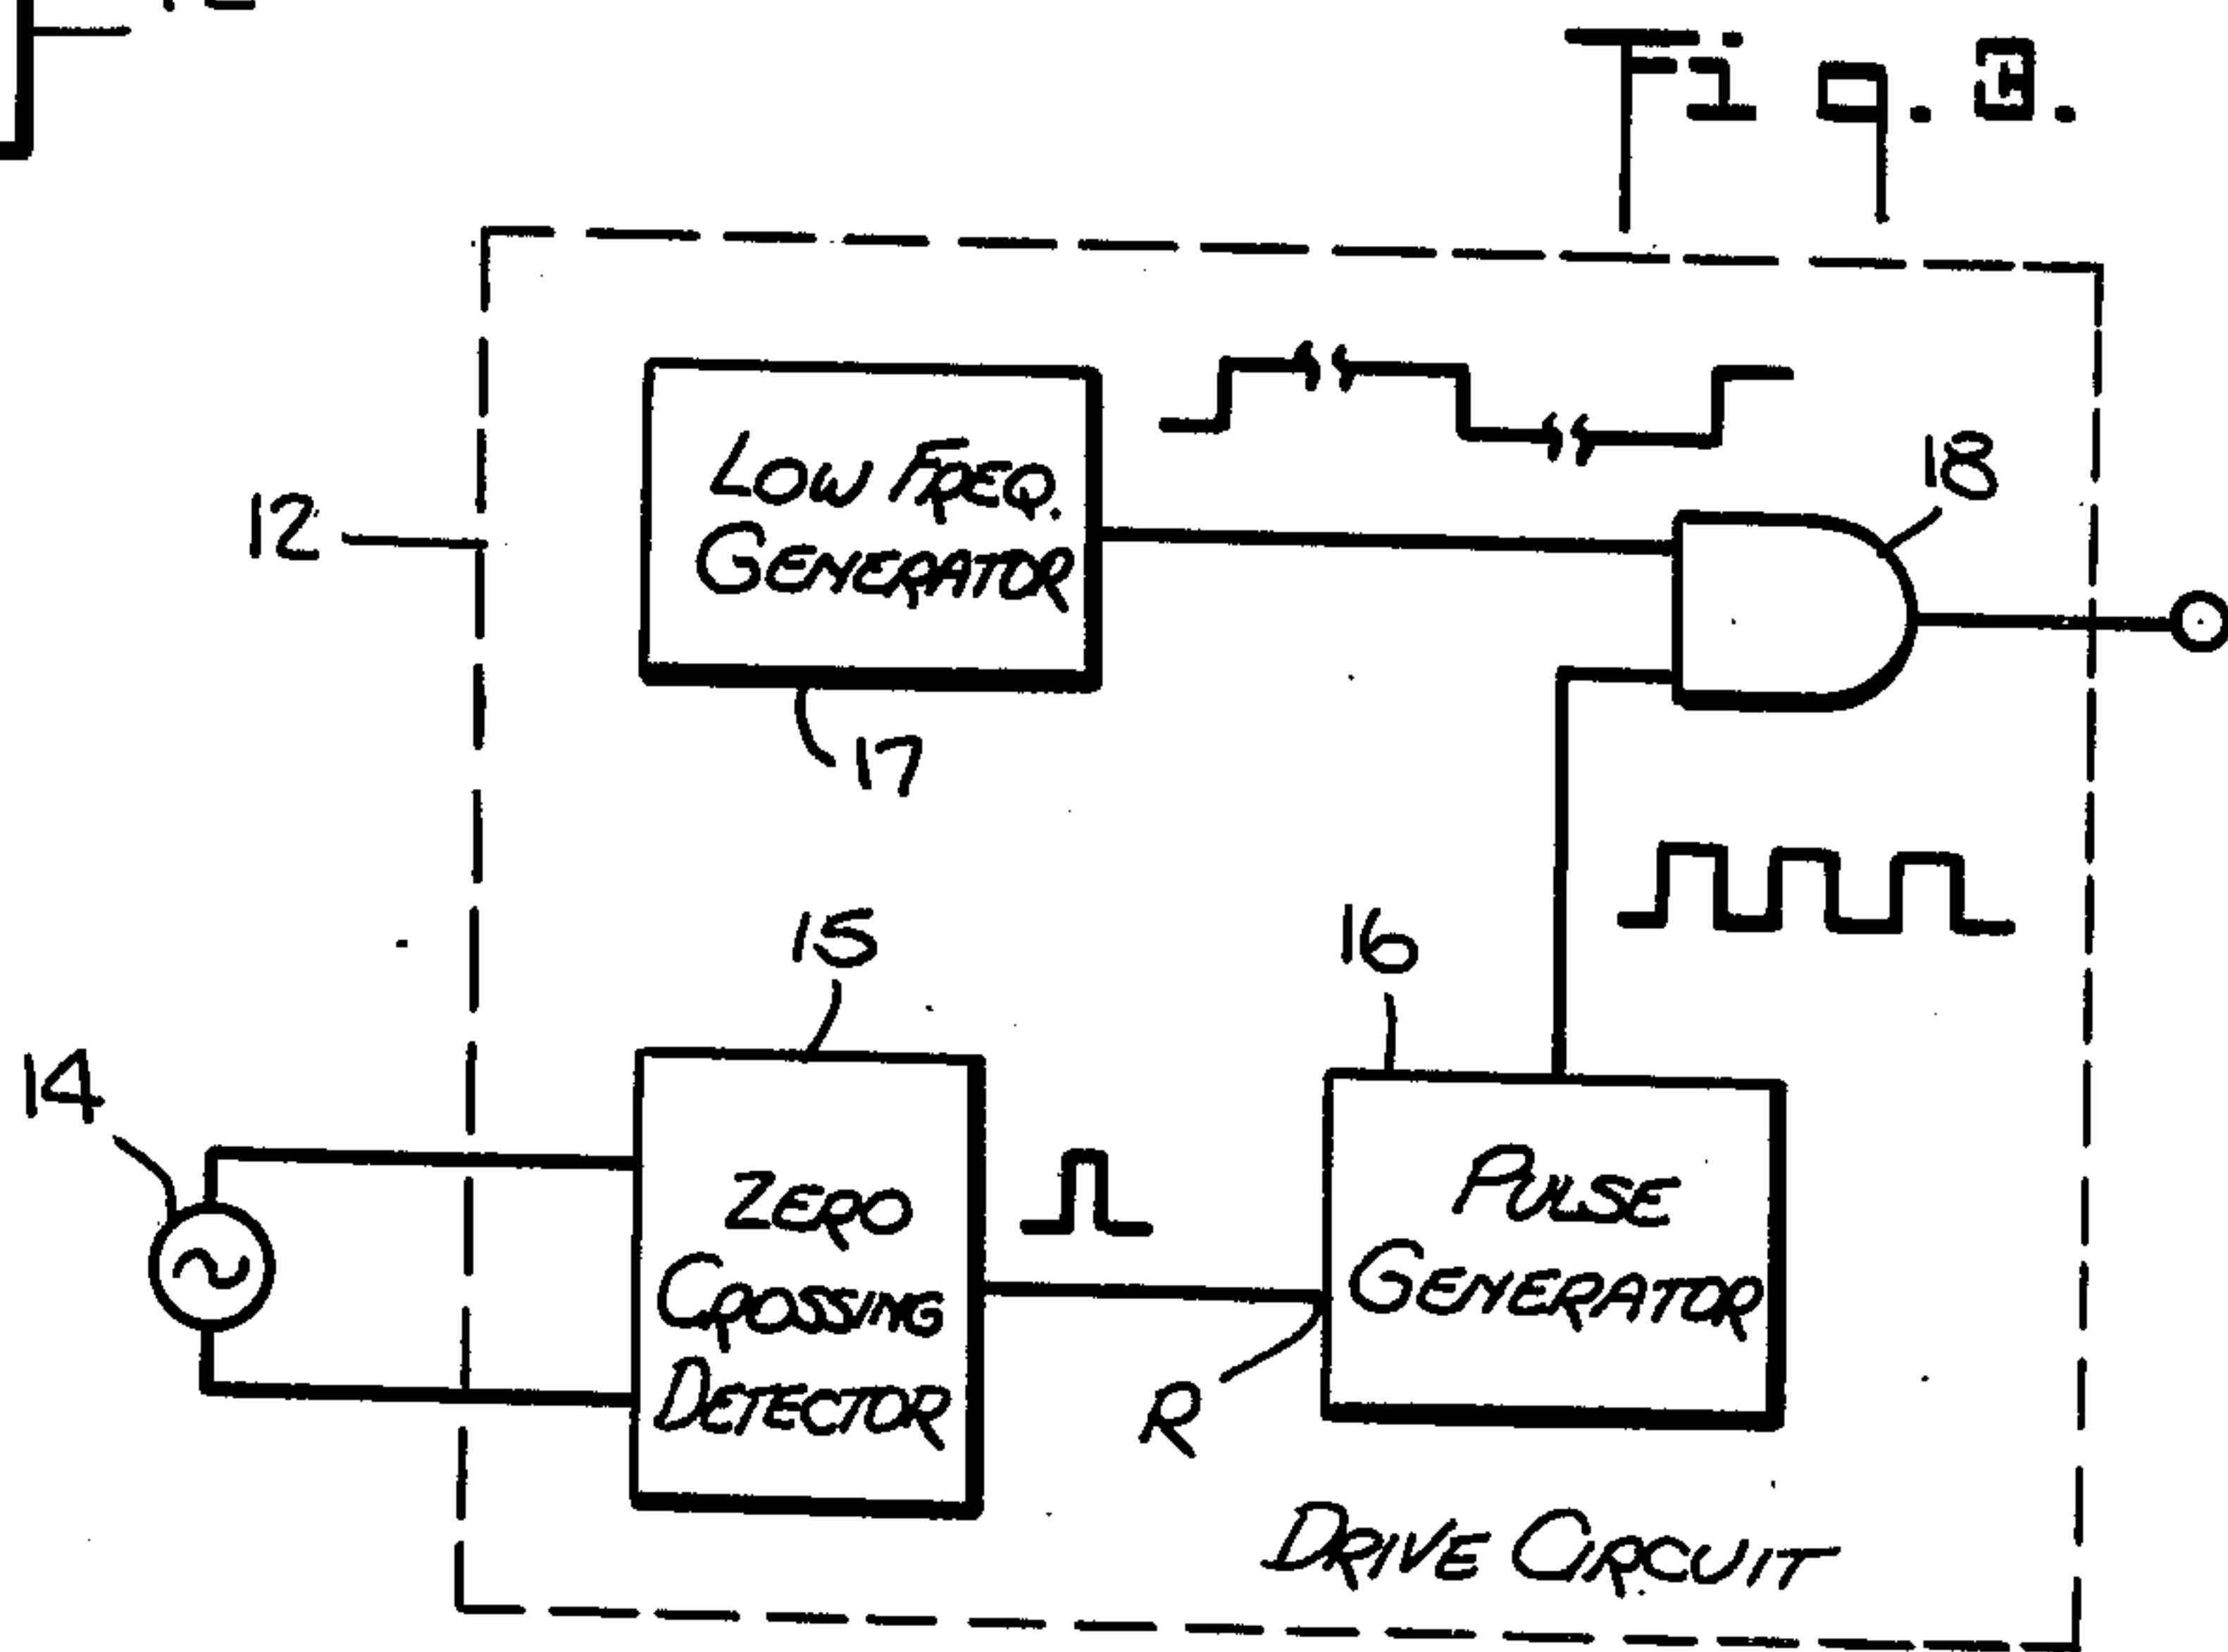 Fig. 3.
LOW FREQ.
GENERATOR
18
12
17
15
16
14
ZERO
CROSSING
DETECTOR
PULSE
GENERATOR
R
DRIVE CIRCUIT